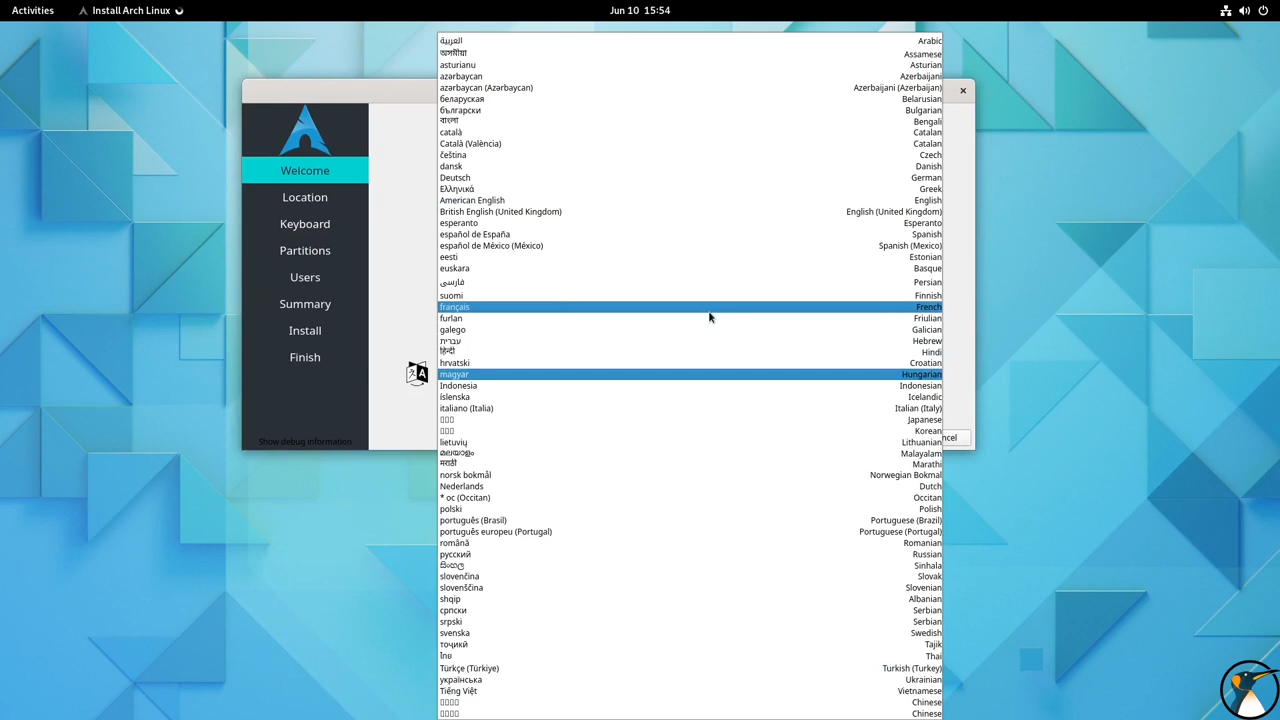 Activities
Install Arch Linux
Jun 10 15:54
Welcome
Location
Keyboard
Partitions
Users
Summary
Install
Finish
Show debug information
العربية Arabic
অসমীয়া Assamese
asturianu Asturian
azərbaycan Azerbaijani
azərbaycan (Azərbaycan) Azerbaijani (Azerbaijan)
беларуская Belarusian
български Bulgarian
বাংলা Bengali
català Catalan
Català (València) Catalan
čeština Czech
dansk Danish
Deutsch German
Ελληνικά Greek
American English English
British English (United Kingdom) English (United Kingdom)
esperanto Esperanto
español de España Spanish
español de México (México) Spanish (Mexico)
eesti Estonian
euskara Basque
فارسی Persian
suomi Finnish
français French
furlan Friulian
galego Galician
עברית Hebrew
हिन्दी Hindi
hrvatski Croatian
magyar Hungarian
Indonesia Indonesian
íslenska Icelandic
italiano (Italia) Italian (Italy)
Japanese
Korean
lietuvių Lithuanian
മലയാളം Malayalam
मराठी Marathi
norsk bokmål Norwegian Bokmal
Nederlands Dutch
* oc (Occitan) Occitan
polski Polish
português (Brasil) Portuguese (Brazil)
português europeu (Portugal) Portuguese (Portugal)
română Romanian
русский Russian
සිංහල Sinhala
slovenčina Slovak
slovenščina Slovenian
shqip Albanian
српски Serbian
srpski Serbian
svenska Swedish
тоҷикӣ Tajik
ไทย Thai
Türkçe (Türkiye) Turkish (Turkey)
українська Ukrainian
Tiếng Việt Vietnamese
Chinese
Chinese
ncel